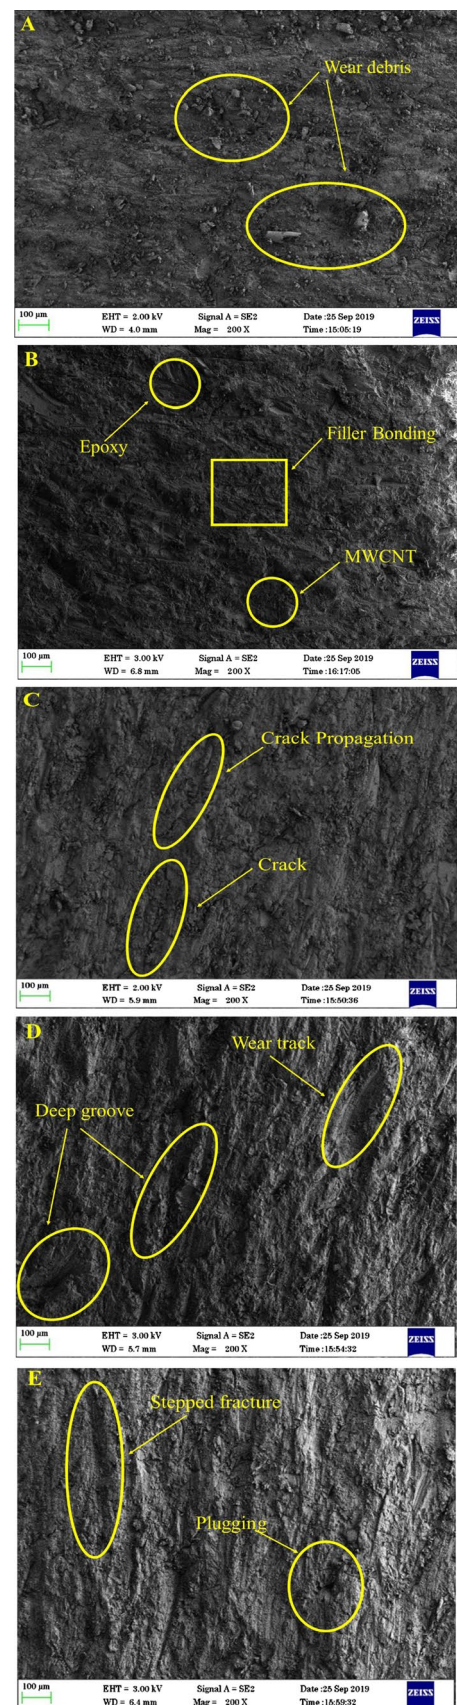 A
Wear debris
100 µm
EHT = 2.00 kV
Signal A = SE2
Date :25 Sep 2019
ZEISS
WD = 4.0 mm
Mag = 200 X
Time :15:05:19
B
Epoxy
Filler Bonding
MWCNT
100 µm
EHT = 3.00 kV
Signal A = SE2
Date :25 Sep 2019
ZEISS
WD = 6.8 mm
Mag = 200 X
Time :16:17:05
C
Crack Propagation
Crack
100 µm
EHT = 2.00 kV
Signal A = SE2
Date :25 Sep 2019
ZEISS
WD = 5.9 mm
Mag = 200 X
Time :15:50:36
D
Wear track
Deep groove
100 µm
EHT = 3.00 kV
Signal A = SE2
Date :25 Sep 2019
ZEISS
WD = 5.7 mm
Mag = 200 X
Time :15:54:32
E
Stepped fracture
Plugging
100 µm
EHT = 3.00 kV
Signal A = SE2
Date :25 Sep 2019
ZEISS
WD = 6.4 mm
Mag = 200 X
Time :15:59:32